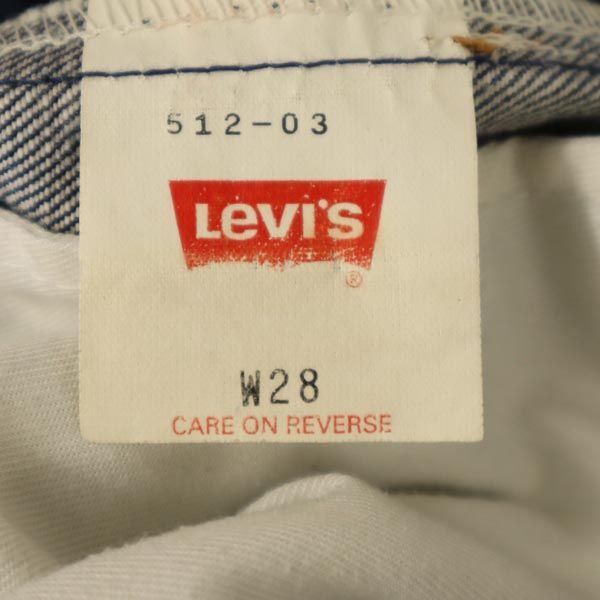 512-03
Levi's
®
W28
CARE ON REVERSE